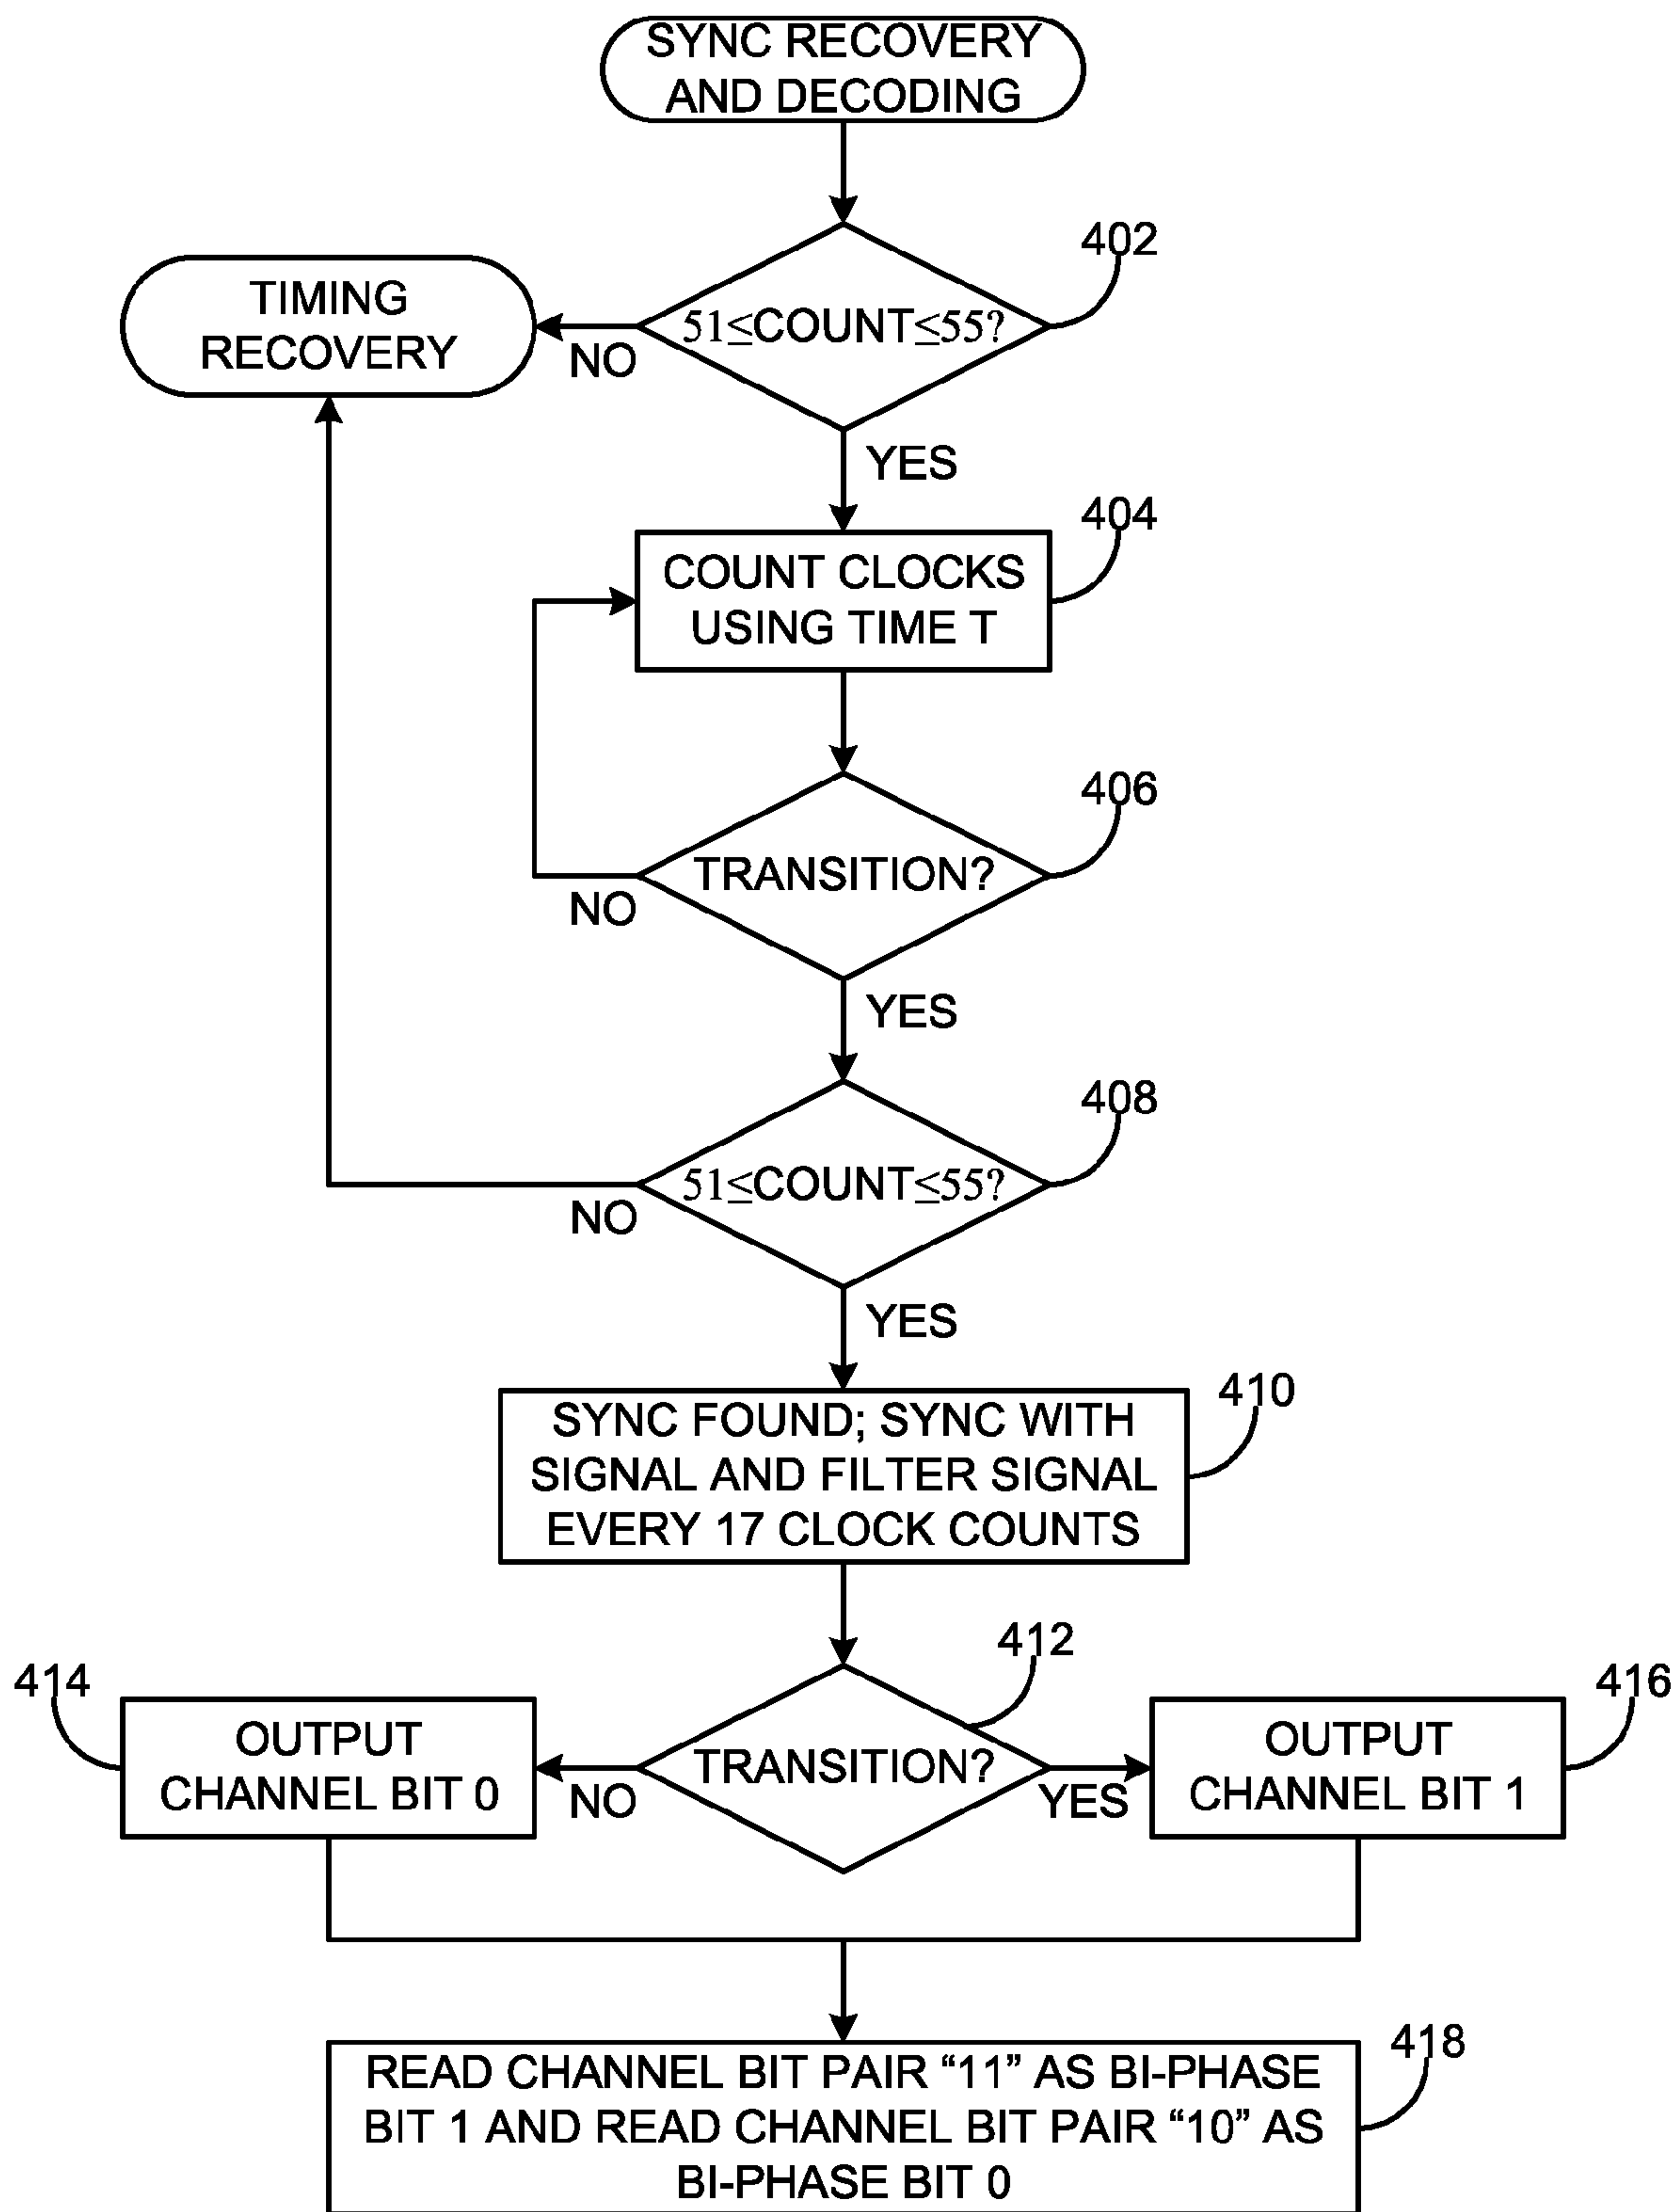 SYNC RECOVERY
AND DECODING
402
51≤COUNT≤55?
TIMING
RECOVERY
NO
YES
404
COUNT CLOCKS
USING TIME T
406
TRANSITION?
NO
YES
408
51≤COUNT≤55?
NO
YES
410
SYNC FOUND; SYNC WITH
SIGNAL AND FILTER SIGNAL
EVERY 17 CLOCK COUNTS
412
414
416
OUTPUT
CHANNEL BIT 0
TRANSITION?
NO
YES
OUTPUT
CHANNEL BIT 1
418
READ CHANNEL BIT PAIR “11” AS BI-PHASE
BIT 1 AND READ CHANNEL BIT PAIR “10” AS
BI-PHASE BIT 0